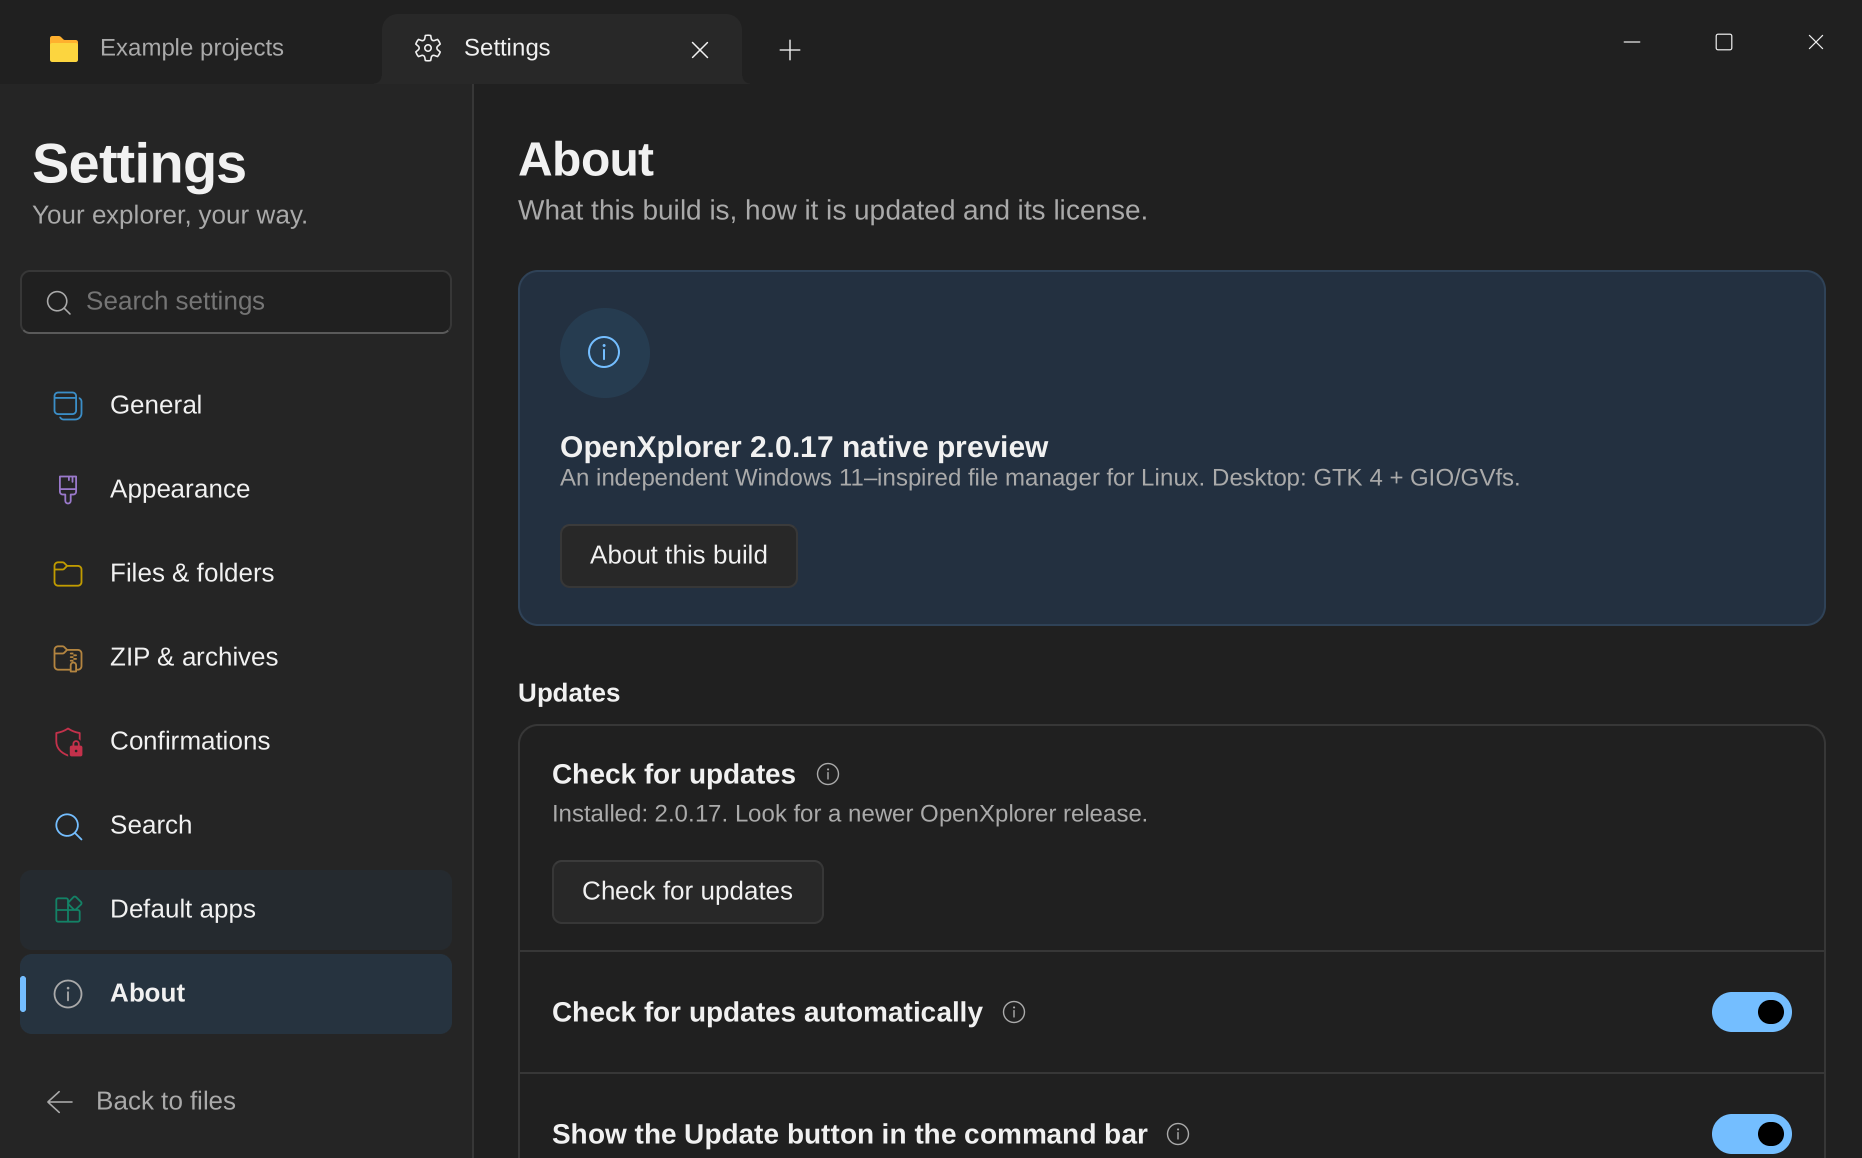 Example projects
Settings
Settings
Your explorer, your way.
Search settings
General
Appearance
Files & folders
ZIP & archives
Confirmations
Search
Default apps
About
Back to files
About
What this build is, how it is updated and its license.
OpenXplorer 2.0.17 native preview
An independent Windows 11–inspired file manager for Linux. Desktop: GTK 4 + GIO/GVfs.
About this build
Updates
Check for updates
Installed: 2.0.17. Look for a newer OpenXplorer release.
Check for updates
Check for updates automatically
Show the Update button in the command bar